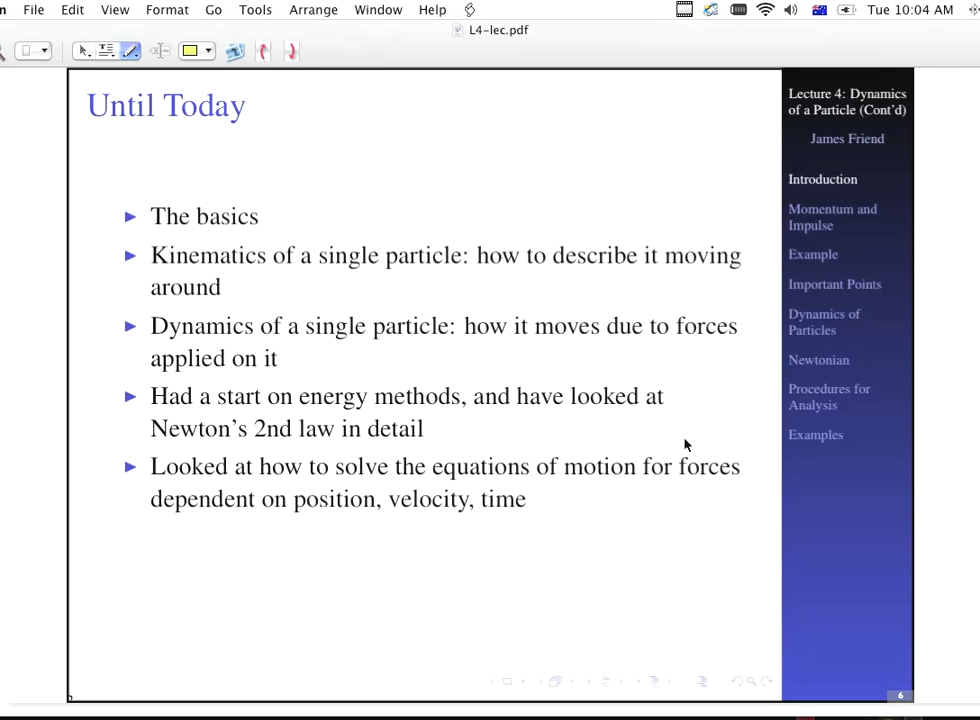 File Edit View Format Go Tools Arrange Window Help Tue 10:04 AM
L4-lec.pdf
Until Today
The basics
Kinematics of a single particle: how to describe it moving
around
Dynamics of a single particle: how it moves due to forces
applied on it
Had a start on energy methods, and have looked at
Newton's 2nd law in detail
Looked at how to solve the equations of motion for forces
dependent on position, velocity, time
Lecture 4: Dynamics
of a Particle (Cont'd)
James Friend
Introduction
Momentum and
Impulse
Example
Important Points
Dynamics of
Particles
Newtonian
Procedures for
Analysis
Examples
6